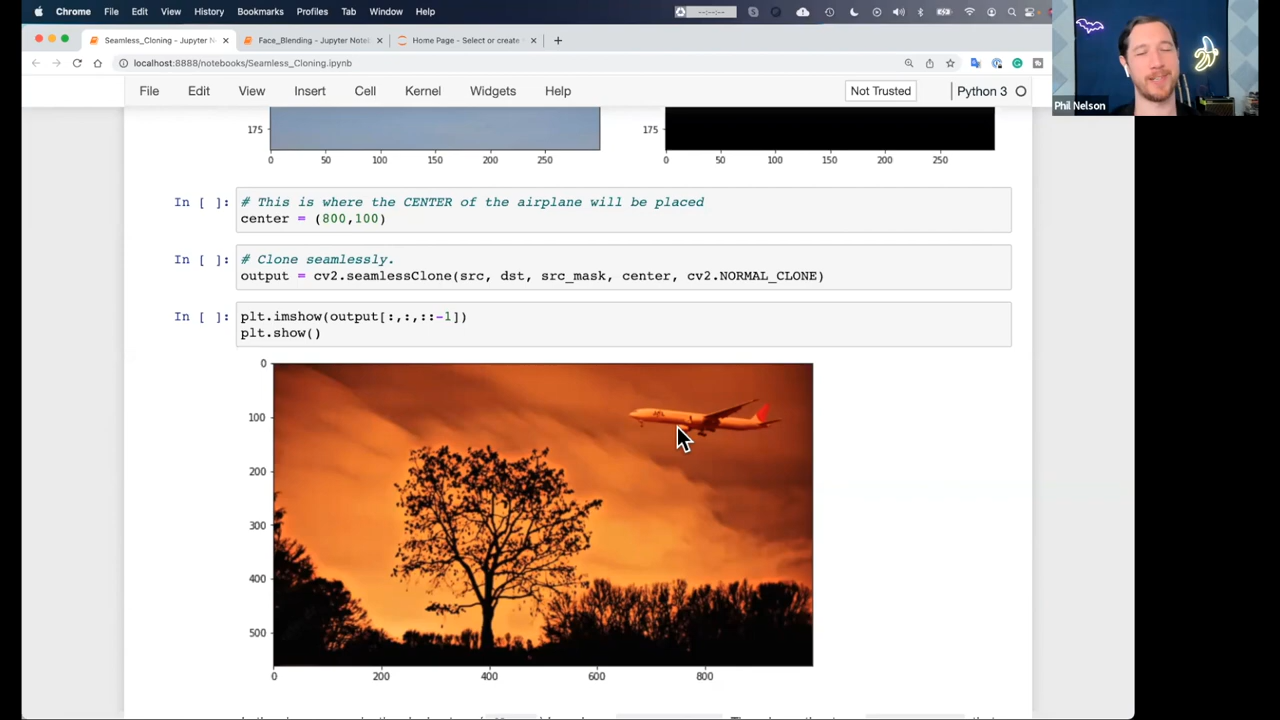 Chrome File Edit View History Bookmarks Profiles Tab Window Help
--:--:--
Seamless_Cloning - Jupyter N
Face_Blending - Jupyter Note
Home Page - Select or create
localhost:8888/notebooks/Seamless_Cloning.ipynb
File Edit View Insert Cell Kernel Widgets Help
Not Trusted
Python 3
Phil Nelson
175
175
0 50 100 150 200 250
0 50 100 150 200 250
In [ ]: # This is where the CENTER of the airplane will be placed
center = (800,100)
In [ ]: # Clone seamlessly.
output = cv2.seamlessClone(src, dst, src_mask, center, cv2.NORMAL_CLONE)
In [ ]: plt.imshow(output[:,:,::-1])
plt.show()
0
100
JAL
200
300
400
500
0 200 400 600 800